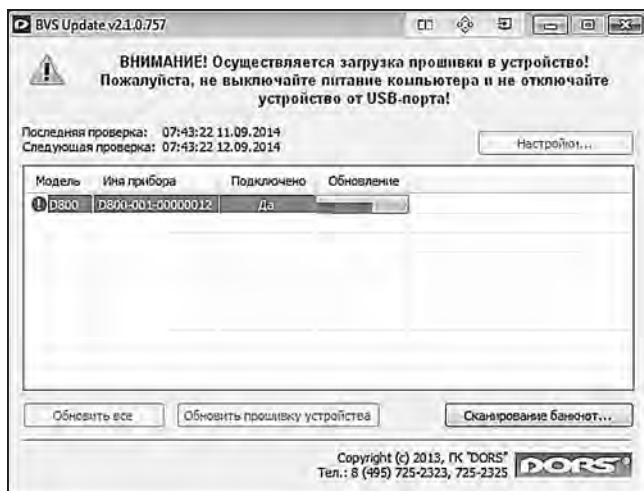 BVS Update v2.1.0.757
ВНИМАНИЕ! Осуществляется загрузка прошивки в устройство!
Пожалуйста, не выключайте питание компьютера и не отключайте
устройство от USB-порта!
Последняя проверка: 07:43:22 11.09.2014
Следующая проверка: 07:43:22 12.09.2014
Настройки...
Модель Имя прибора Подключено Обновление
D800 D800-001-00000012 Да
Обновить все Обновить прошивку устройства Сканирование банкнот...
Copyright (c) 2013, ГК "DORS"
Тел.: 8 (495) 725-2323, 725-2325
DORS